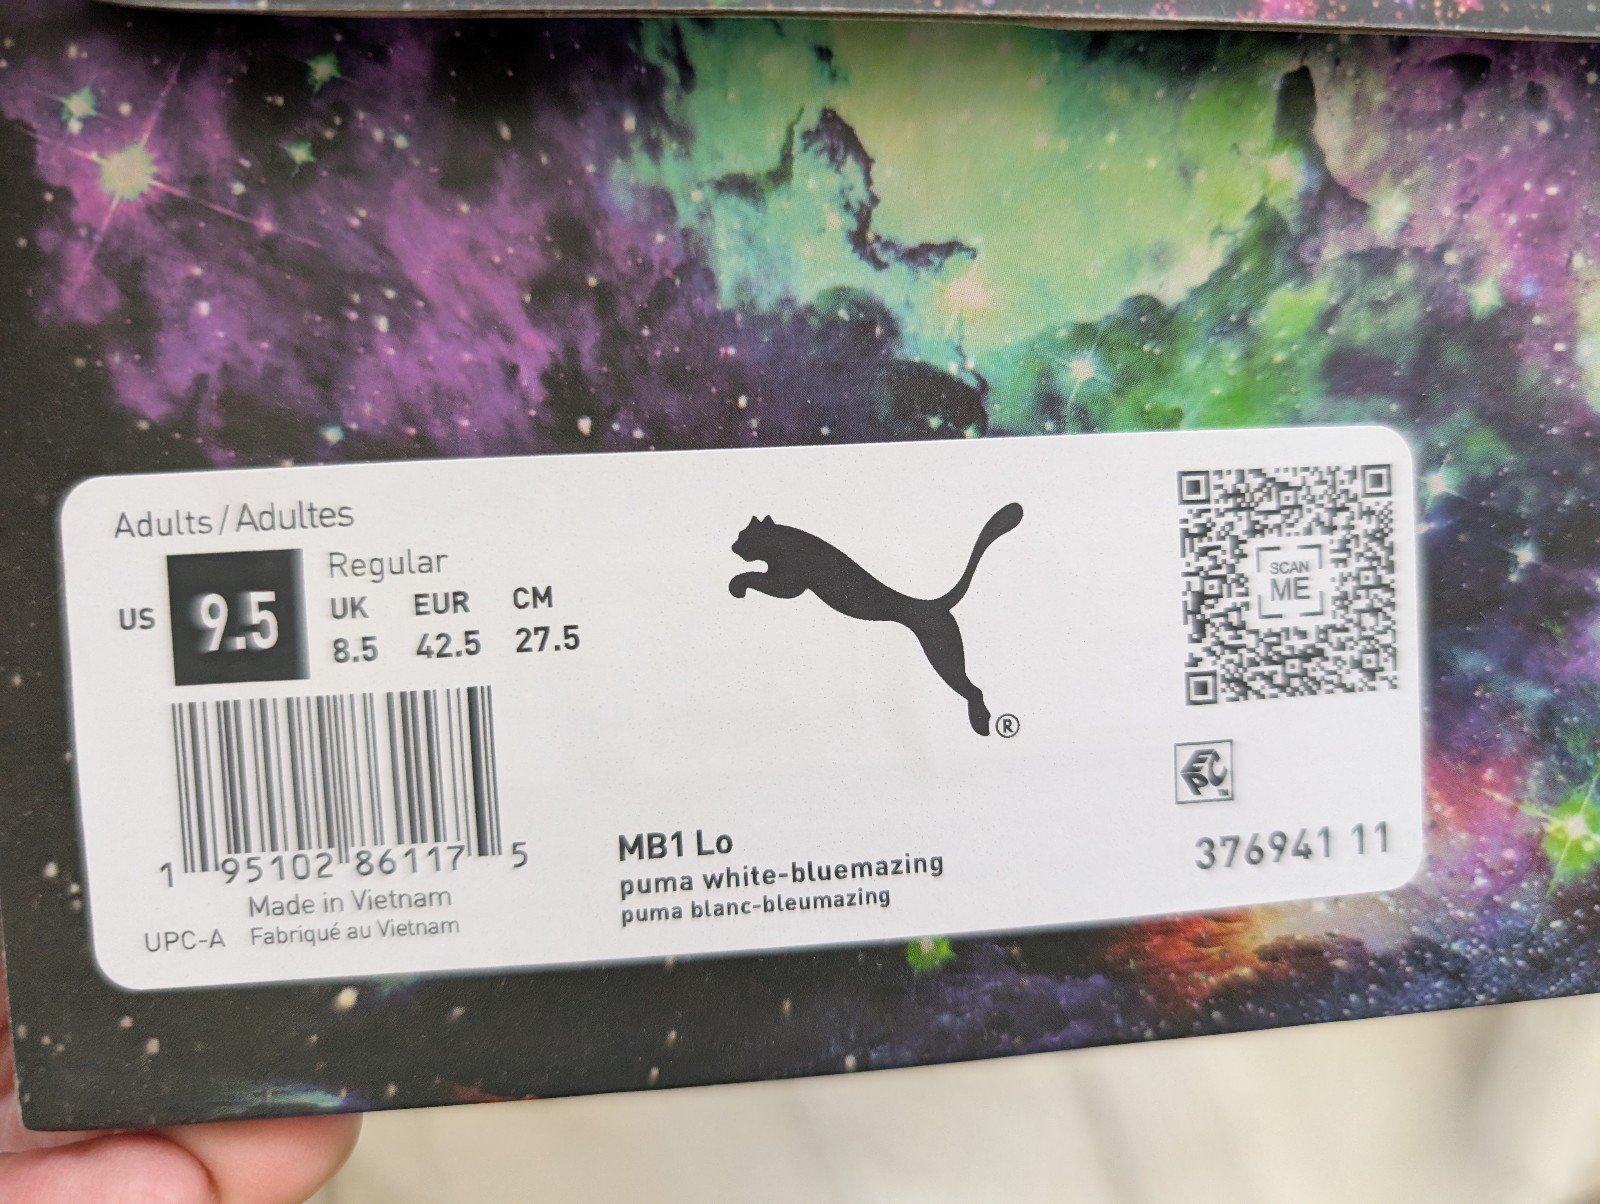 Adults/Adultes
US
9.5
Regular
UK EUR CM
8.5 42.5 27.5
1 95102 86117 5
Made in Vietnam
UPC-A Fabriqué au Vietnam
®
MB1 Lo
puma white-bluemazing
puma blanc-bleumazing
SCAN
ME
EPC
TM
376941 11